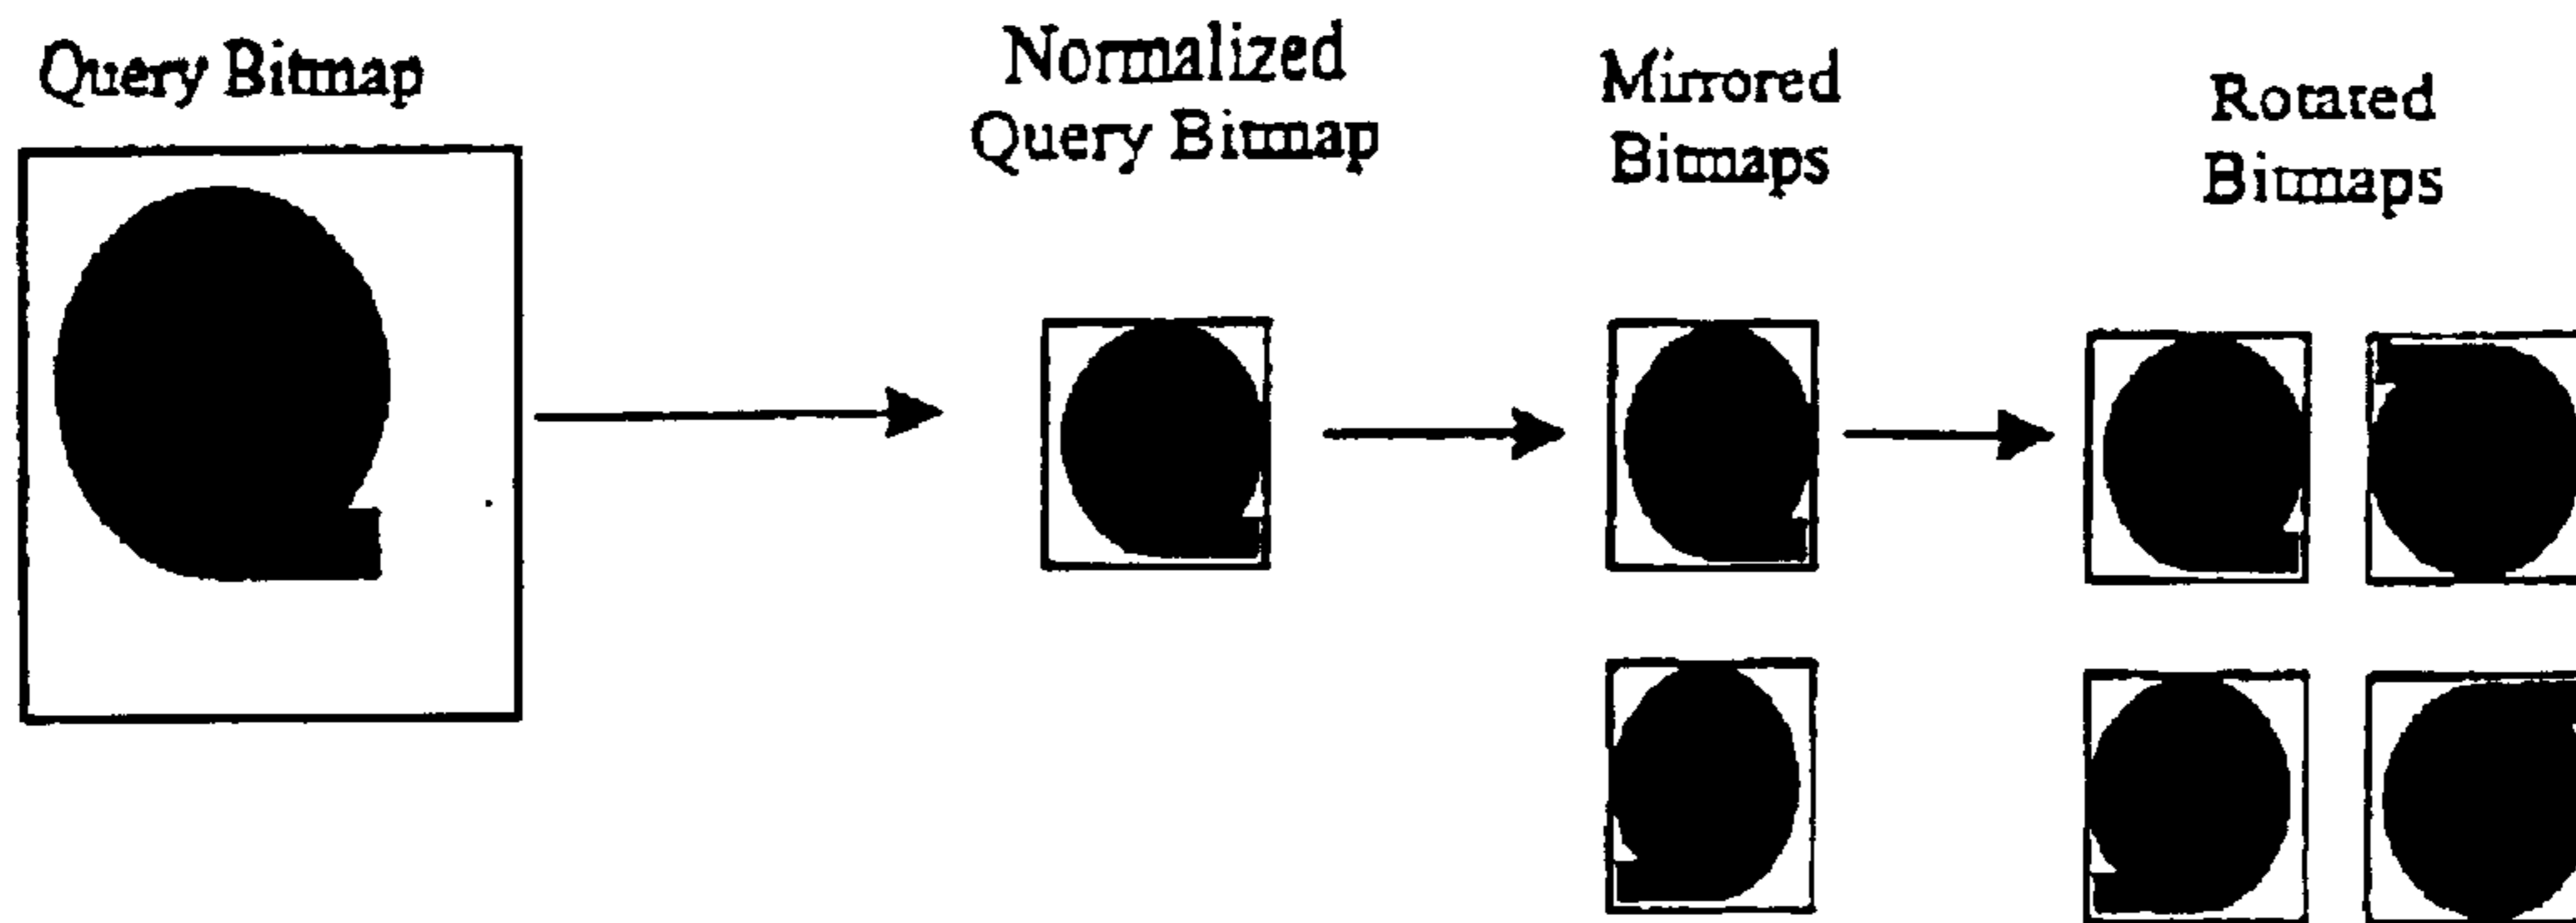 Query Bitmap
Normalized
Query Bitmap
Mirrored
Bitmaps
Rotated
Bitmaps